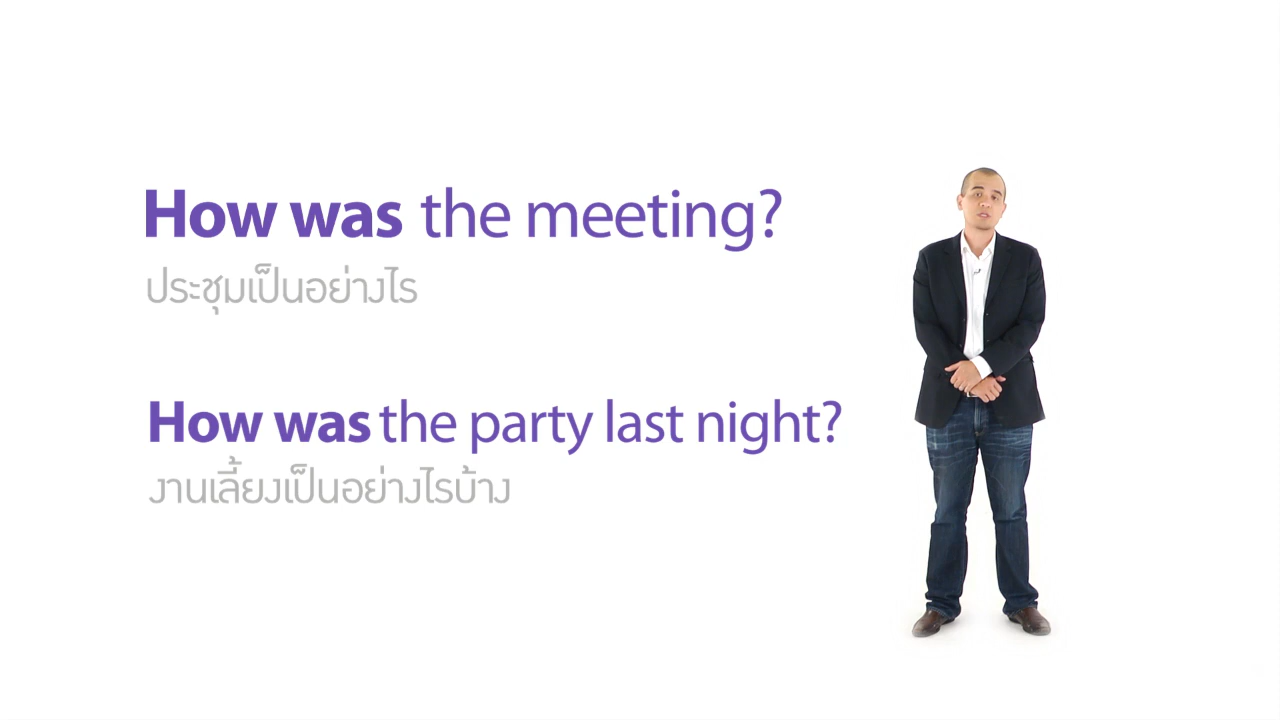 How was the meeting?
ประชุมเป็นอย่างไร
How was the party last night?
งานเลี้ยงเป็นอย่างไรบ้าง